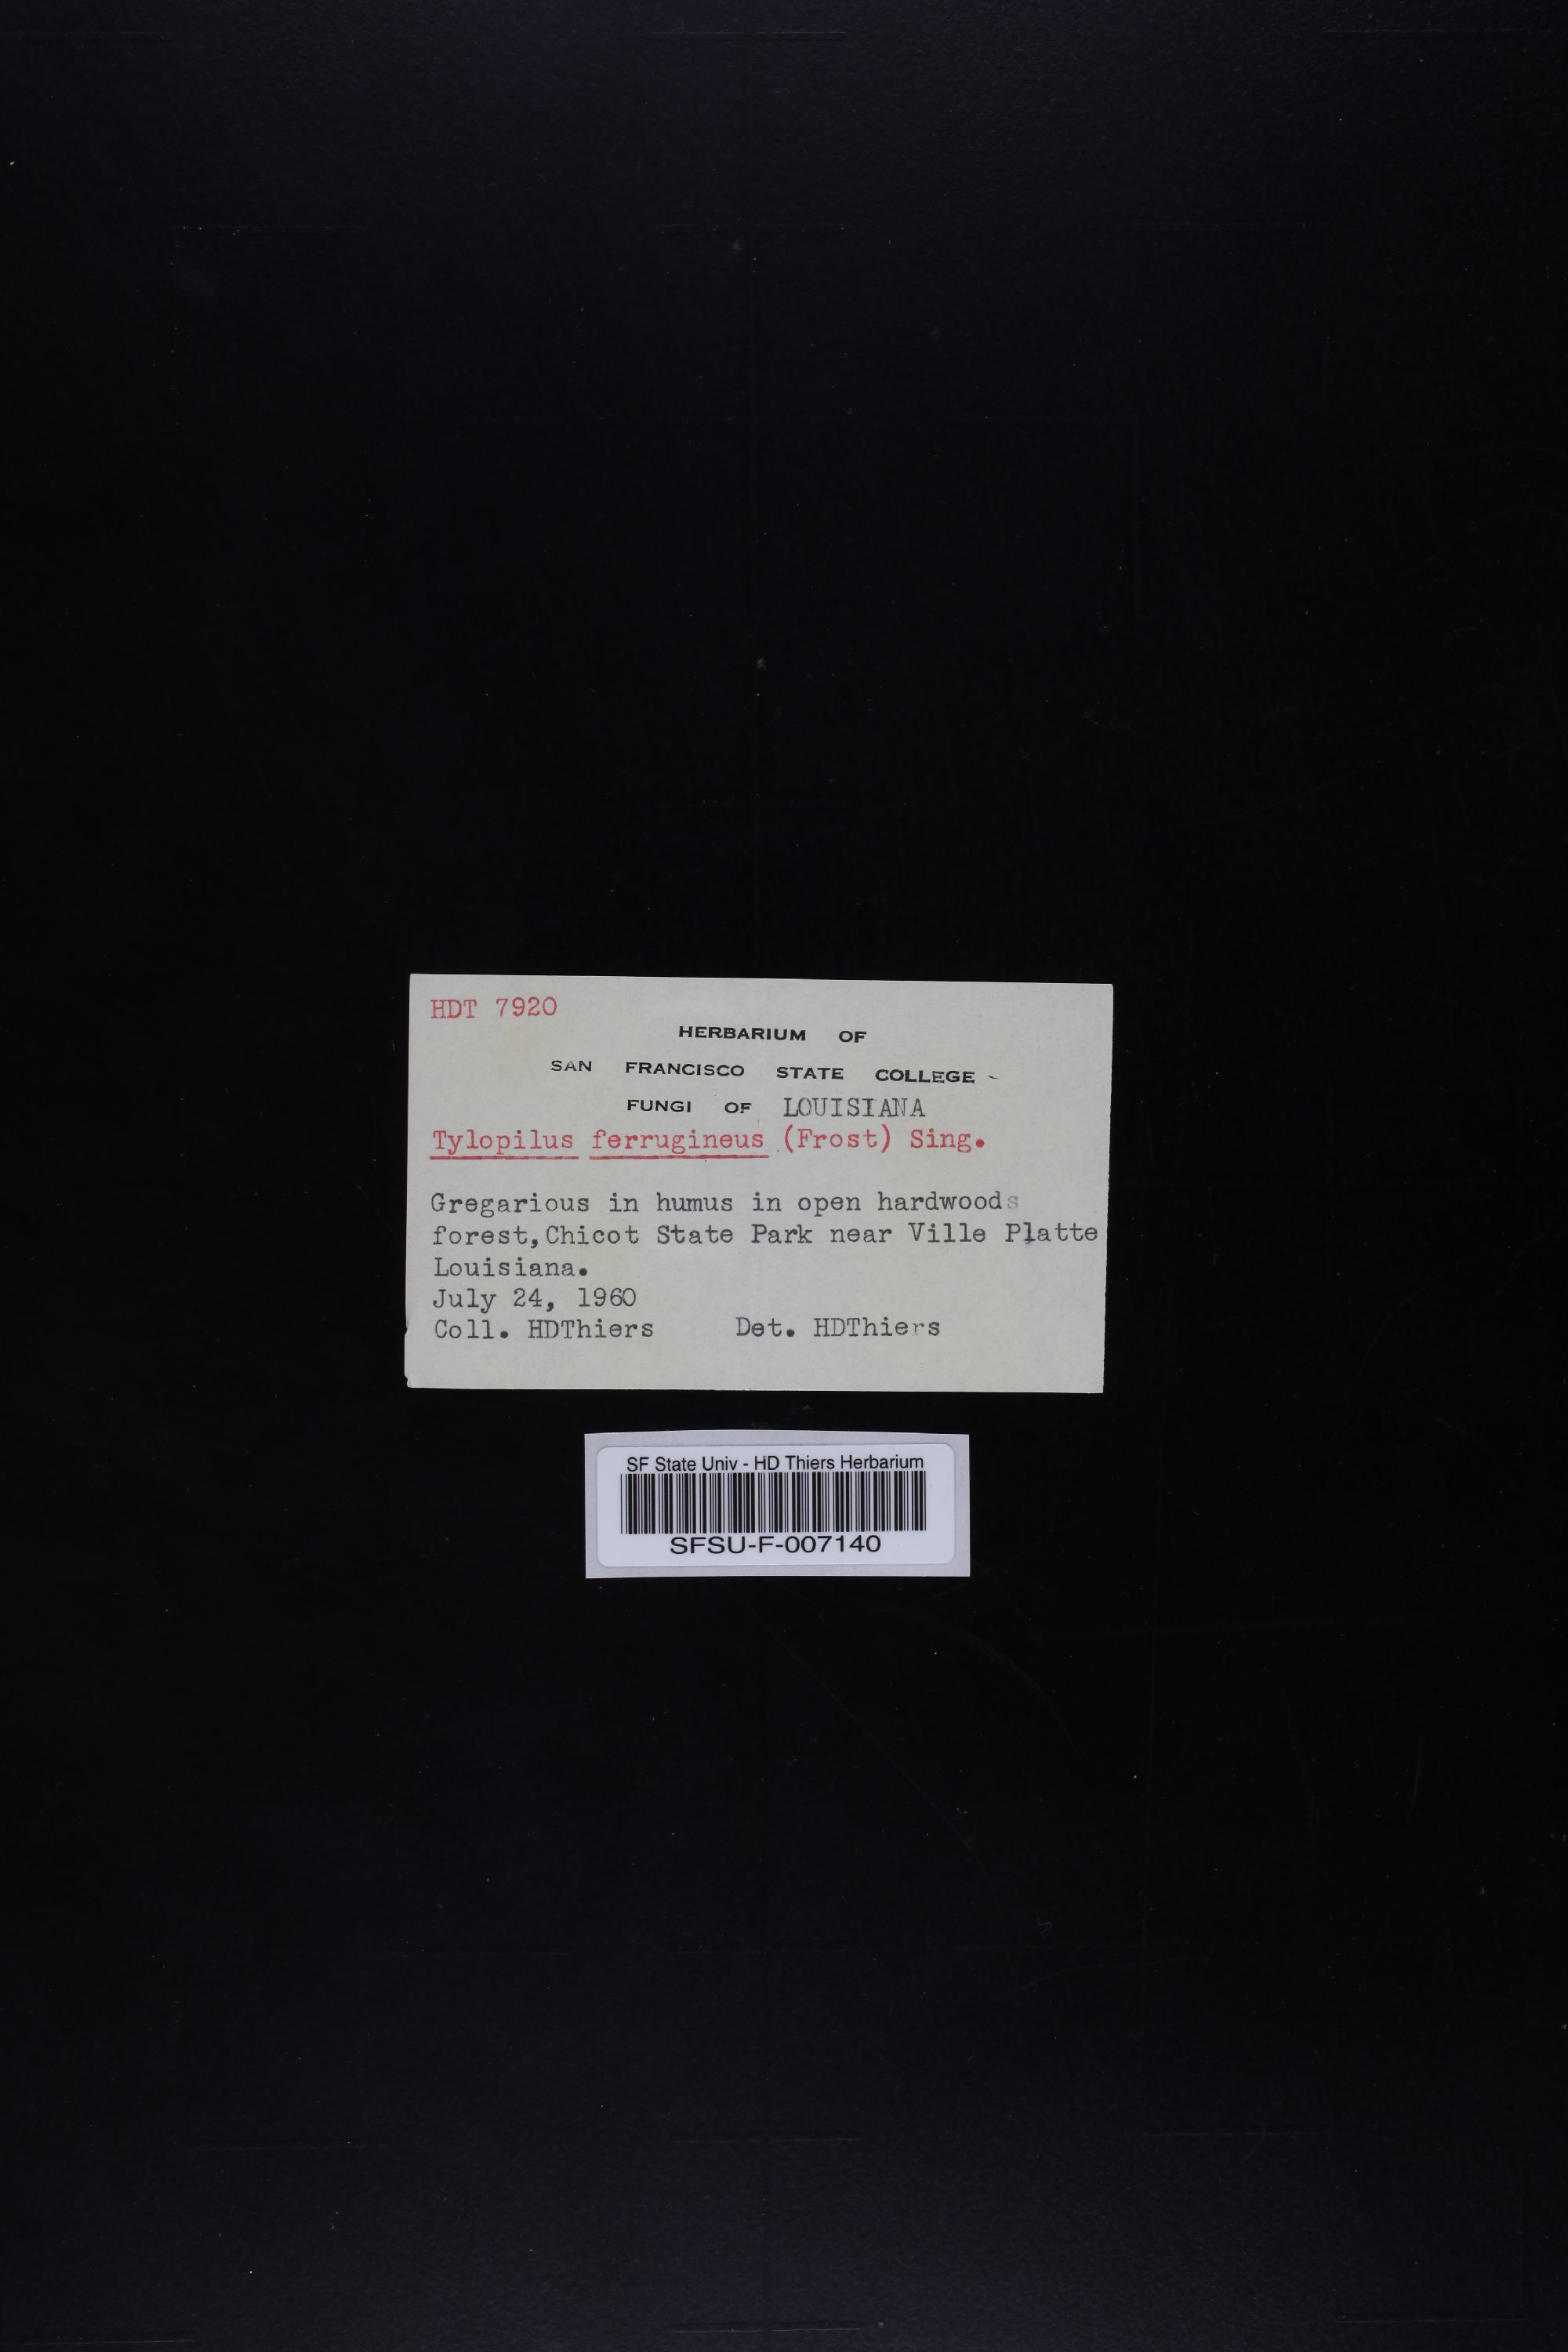 HDT 7920
HERBARIUM OF
SAN FRANCISCO STATE COLLEGE
FUNGI OF LOUISIANA
Tylopilus ferrugineus (Frost) Sing.
Gregarious in humus in open hardwoods
forest, Chicot State Park near Ville Platte
Louisiana.
July 24, 1960
Coll. HDThiers Det. HDThiers
SF State Univ - HD Thiers Herbarium
SFSU-F-007140